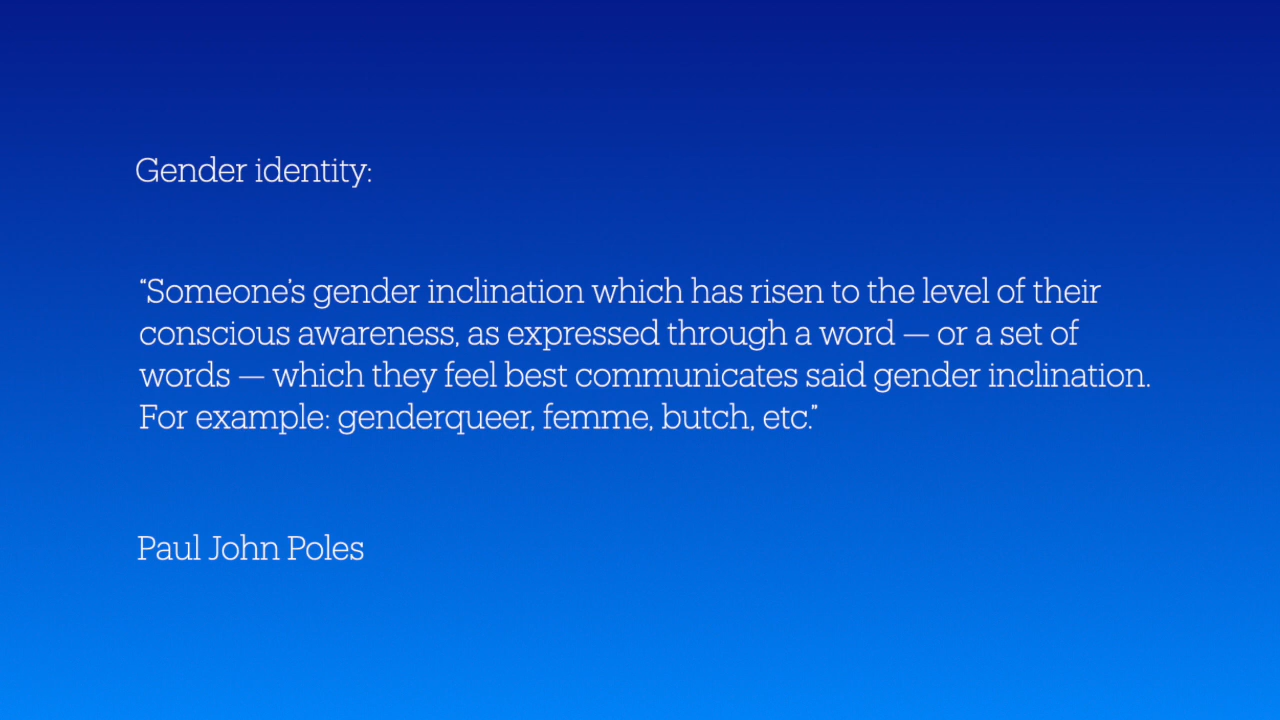 Gender identity:
“Someone’s gender inclination which has risen to the level of their
conscious awareness, as expressed through a word — or a set of
words — which they feel best communicates said gender inclination.
For example: genderqueer, femme, butch, etc.”
Paul John Poles